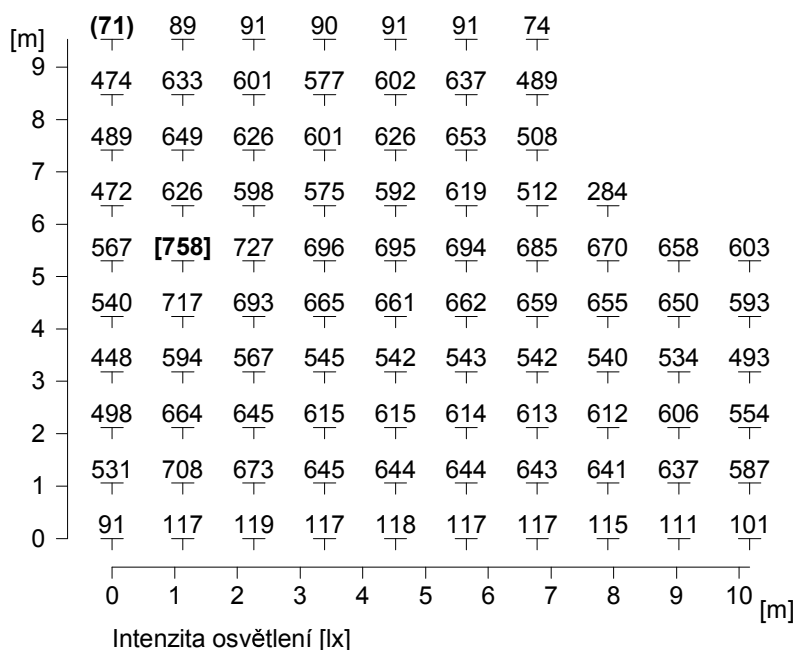 (71) 89 91 90 91 91 74
[m]
9 474 633 601 577 602 637 489
8 489 649 626 601 626 653 508
7 472 626 598 575 592 619 512 284
6 567 [758] 727 696 695 694 685 670 658 603
5 540 717 693 665 661 662 659 655 650 593
4 448 594 567 545 542 543 542 540 534 493
3 498 664 645 615 615 614 613 612 606 554
2 531 708 673 645 644 644 643 641 637 587
1
0 91 117 119 117 118 117 117 115 111 101
0 1 2 3 4 5 6 7 8 9 10 [m]
Intenzita osvětlení [lx]